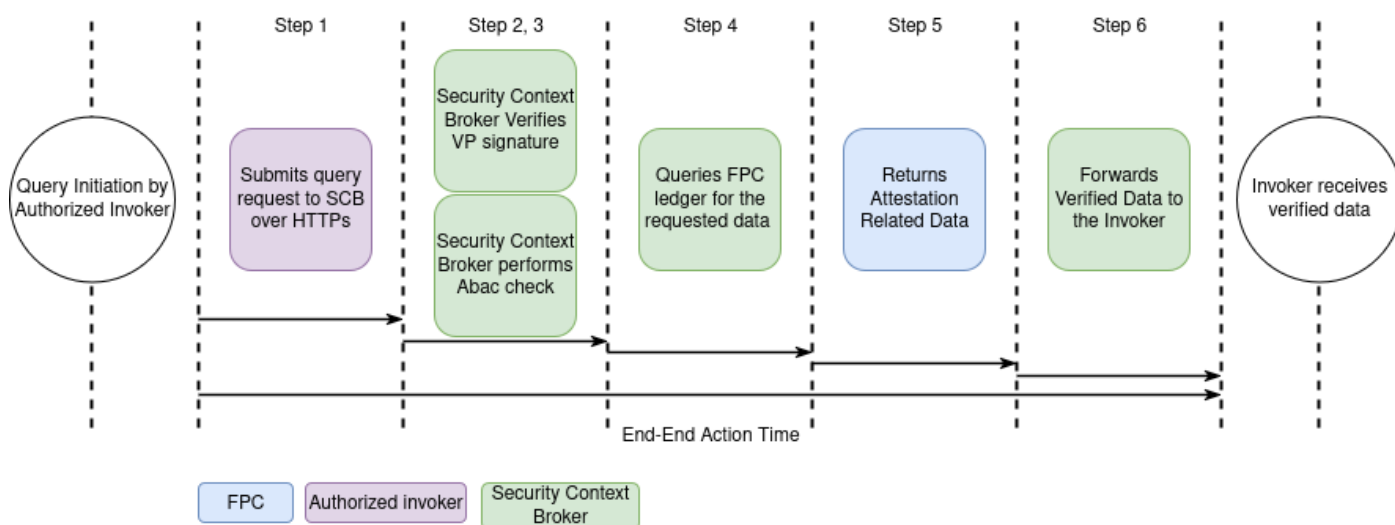 Step 1
Step 2, 3
Step 4
Step 5
Step 6
Query Initiation by
Authorized Invoker
Submits query
request to SCB
over HTTPs
Security Context
Broker Verifies
VP signature
Security Context
Broker performs
Abac check
Queries FPC
ledger for the
requested data
Returns
Attestation
Related Data
Forwards
Verified Data to
the Invoker
Invoker receives
verified data
End-End Action Time
FPC
Authorized invoker
Security Context
Broker